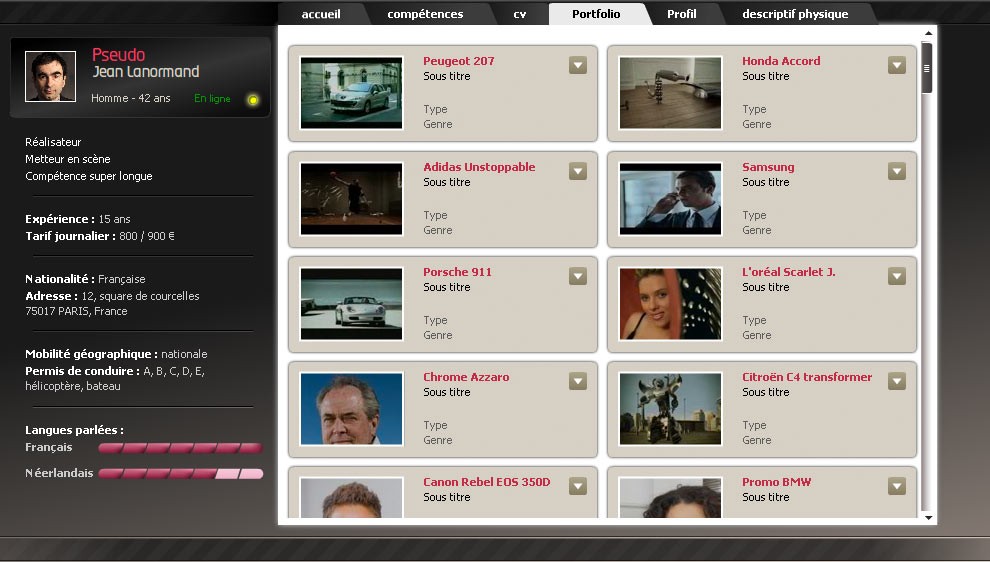 accueil
compétences
cv
Portfolio
Profil
descriptif physique
Pseudo
Jean Lanormand
Homme - 42 ans
En ligne
Réalisateur
Metteur en scène
Compétence super longue
Expérience : 15 ans
Tarif journalier : 800 / 900 €
Nationalité : Française
Adresse : 12, square de courcelles
75017 PARIS, France
Mobilité géographique : nationale
Permis de conduire : A, B, C, D, E,
hélicoptère, bateau
Langues parlées :
Français
Néerlandais
Peugeot 207
Sous titre
Type
Genre
Honda Accord
Sous titre
Type
Genre
Adidas Unstoppable
Sous titre
Type
Genre
Samsung
Sous titre
Type
Genre
Porsche 911
Sous titre
Type
Genre
L'oréal Scarlet J.
Sous titre
Type
Genre
Chrome Azzaro
Sous titre
Type
Genre
Citroën C4 transformer
Sous titre
Type
Genre
Canon Rebel EOS 350D
Sous titre
Promo BMW
Sous titre